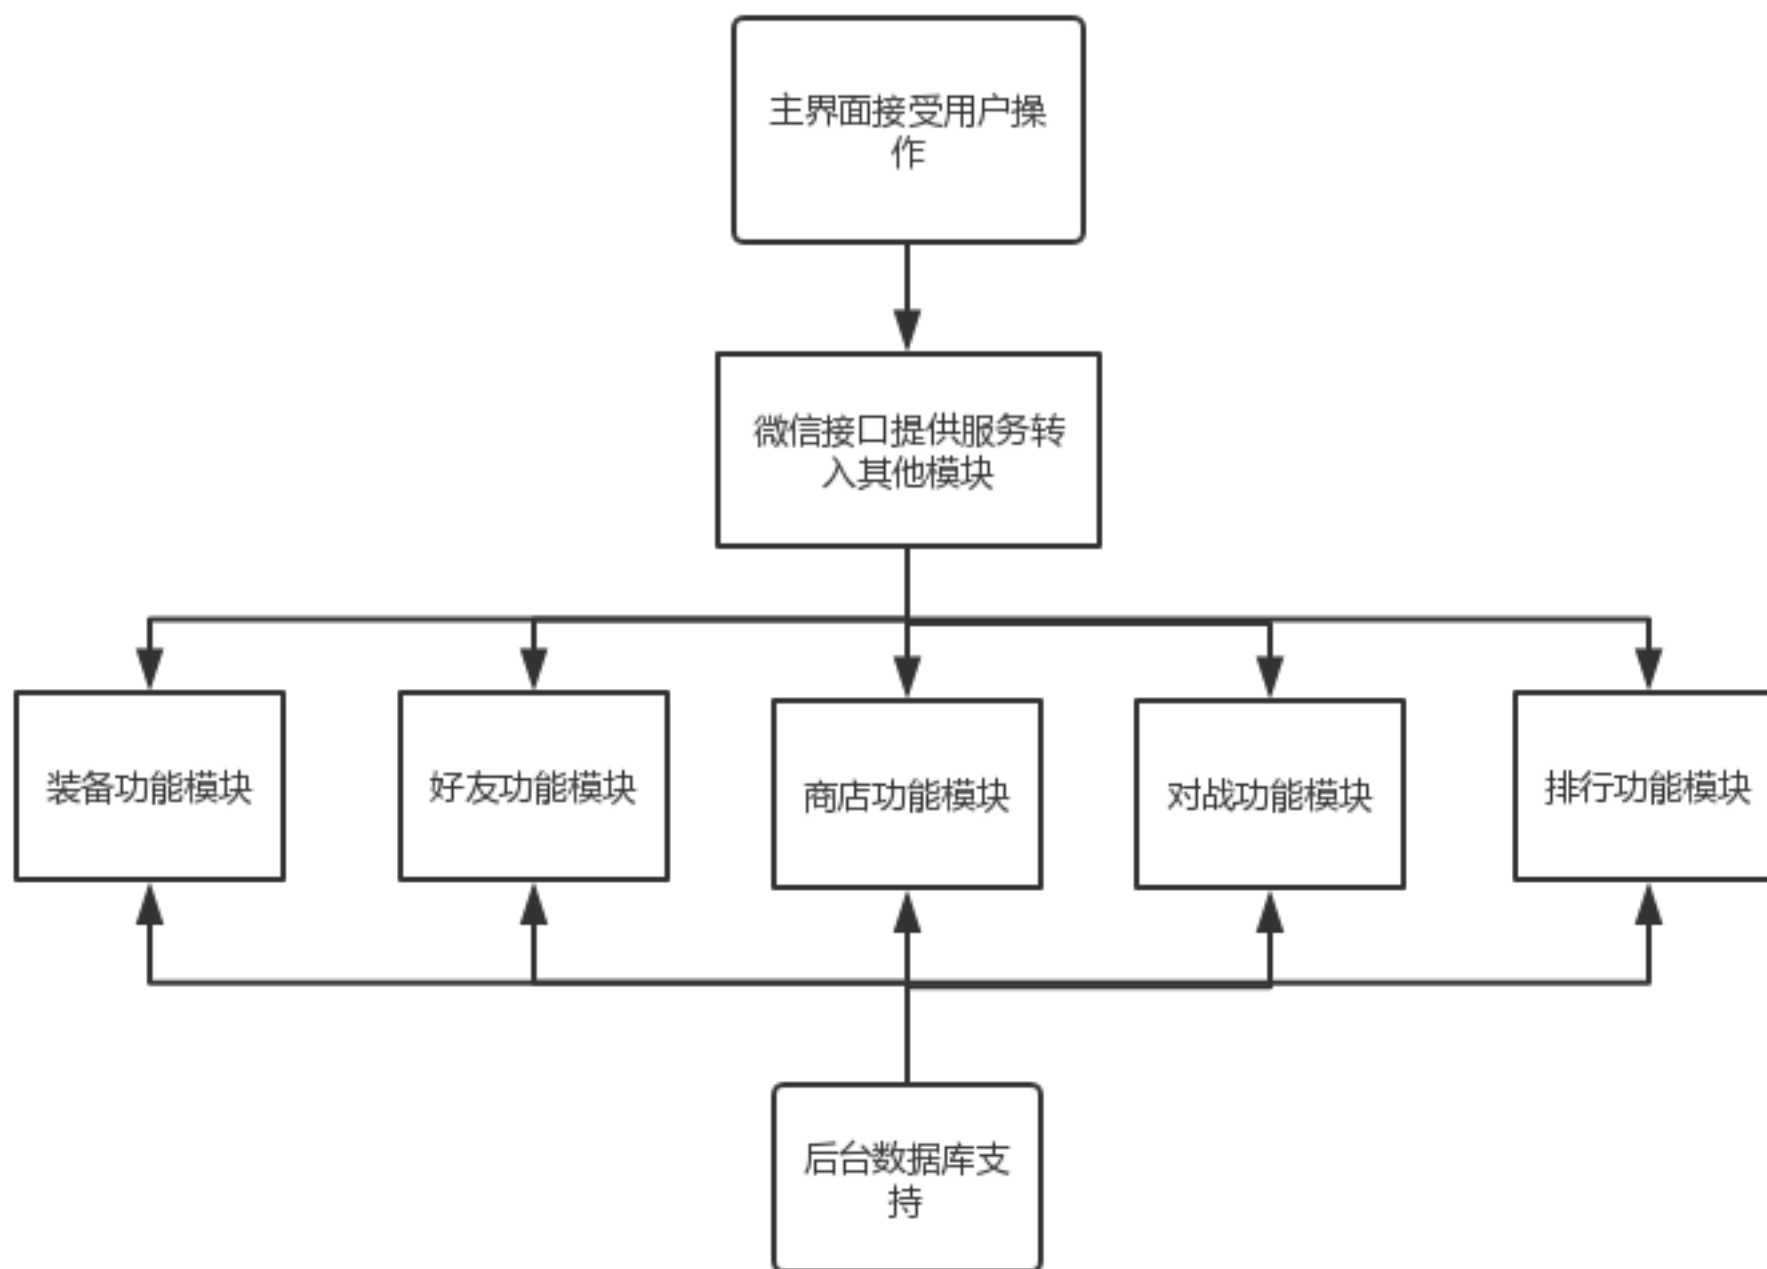 主界面接受用户操
作
微信接口提供服务转
入其他模块
装备功能模块
好友功能模块
商店功能模块
对战功能模块
排行功能模块
后台数据库支
持